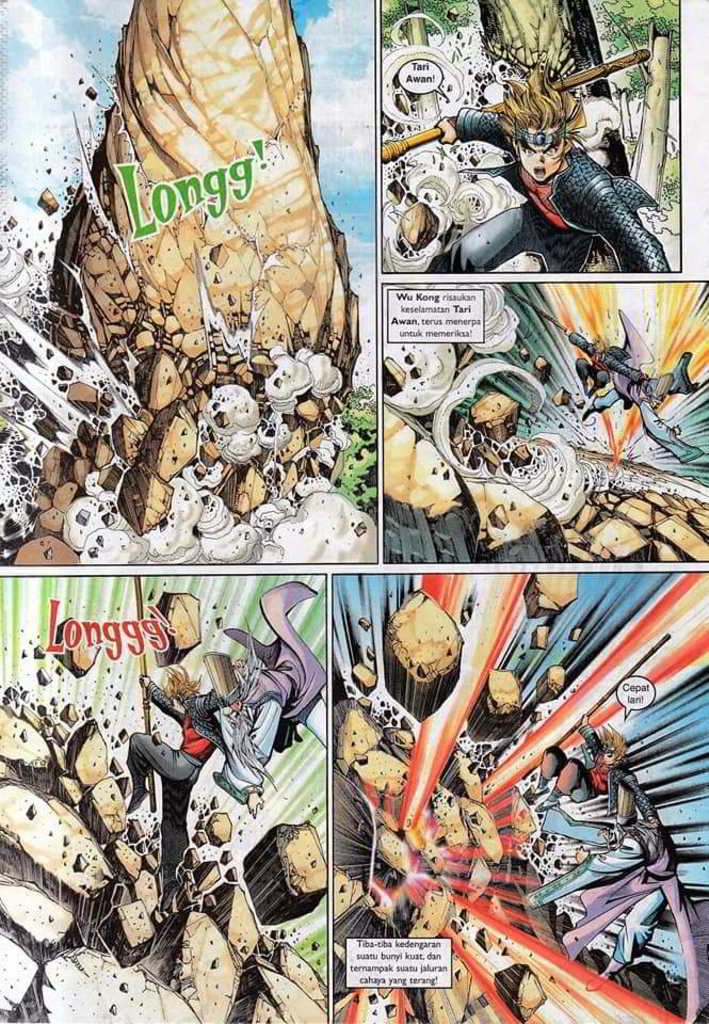 Longg!
Tari
Awan!
Wu Kong risaukan
keselamatan Tari
Awan, terus menerpa
untuk memeriksa!
Longgg!
Cepat
lari!
Tiba-tiba kedengaran
suatu bunyi kuat, dan
ternampak suatu jaluran
cahaya yang terang!